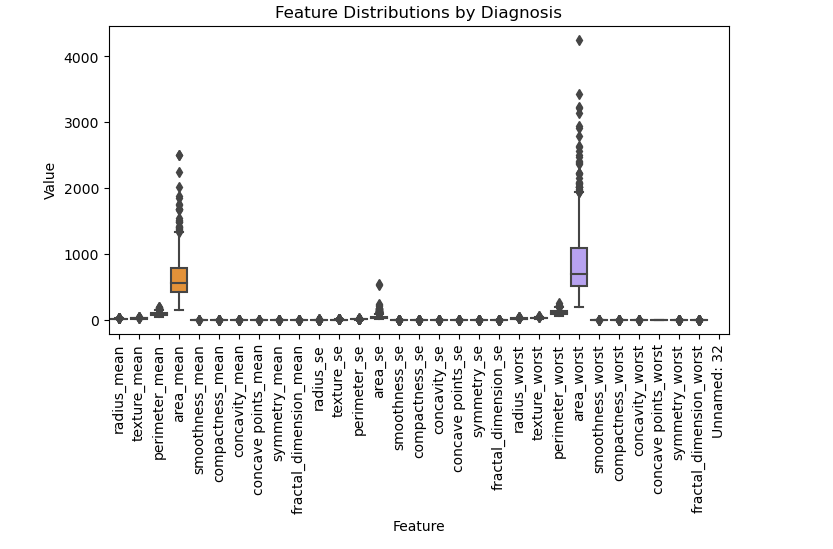 Feature Distributions by Diagnosis
Value
4000
3000
2000
1000
0
radius_mean
texture_mean
perimeter_mean
area_mean
smoothness_mean
compactness_mean
concavity_mean
concave points_mean
symmetry_mean
fractal_dimension_mean
radius_se
texture_se
perimeter_se
area_se
smoothness_se
compactness_se
concavity_se
concave points_se
symmetry_se
fractal_dimension_se
radius_worst
texture_worst
perimeter_worst
area_worst
smoothness_worst
compactness_worst
concavity_worst
concave points_worst
symmetry_worst
fractal_dimension_worst
Unnamed: 32
Feature